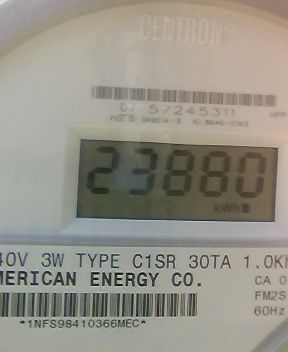 CENTRON
07 57245311
23880
kWh
40V 3W TYPE C1SR 30TA 1.0K
MERICAN ENERGY CO.
CA 0
FM2S
60Hz
*1NFS98410366MEC*